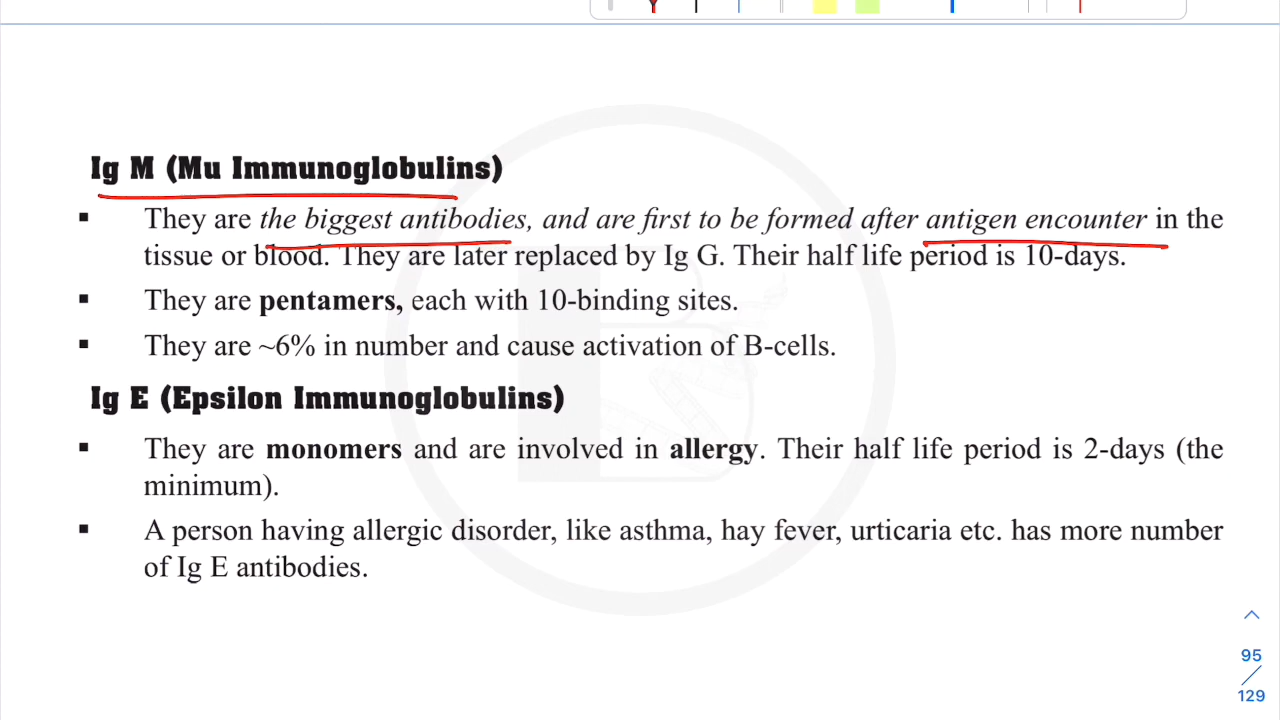 Ig M (Mu Immunoglobulins)
▪ They are the biggest antibodies, and are first to be formed after antigen encounter in the
tissue or blood. They are later replaced by Ig G. Their half life period is 10-days.
▪ They are pentamers, each with 10-binding sites.
▪ They are ~6% in number and cause activation of B-cells.
Ig E (Epsilon Immunoglobulins)
▪ They are monomers and are involved in allergy. Their half life period is 2-days (the
minimum).
▪ A person having allergic disorder, like asthma, hay fever, urticaria etc. has more number
of Ig E antibodies.
95
129